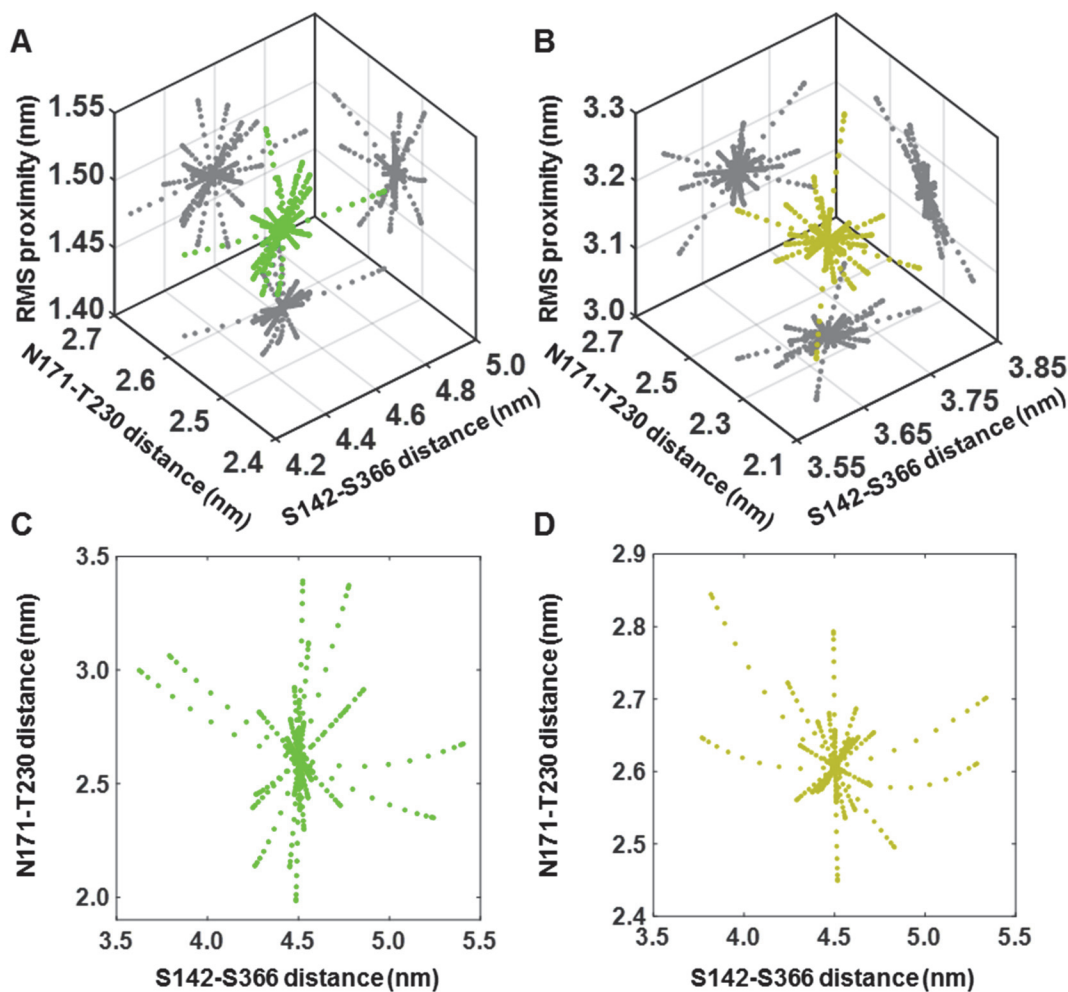 A
RMS proximity (nm)
1.55
1.50
1.45
1.40
2.7
2.6
2.5
2.4
N171-T230 distance (nm)
4.2
4.4
4.6
4.8
5.0
S142-S366 distance (nm)
B
RMS proximity (nm)
3.3
3.2
3.1
3.0
2.7
2.5
2.3
2.1
N171-T230 distance (nm)
3.55
3.65
3.75
3.85
S142-S366 distance (nm)
C
N171-T230 distance (nm)
3.5
3.0
2.5
2.0
3.5 4.0 4.5 5.0 5.5
S142-S366 distance (nm)
D
N171-T230 distance (nm)
2.9
2.8
2.7
2.6
2.5
2.4
3.5 4.0 4.5 5.0 5.5
S142-S366 distance (nm)